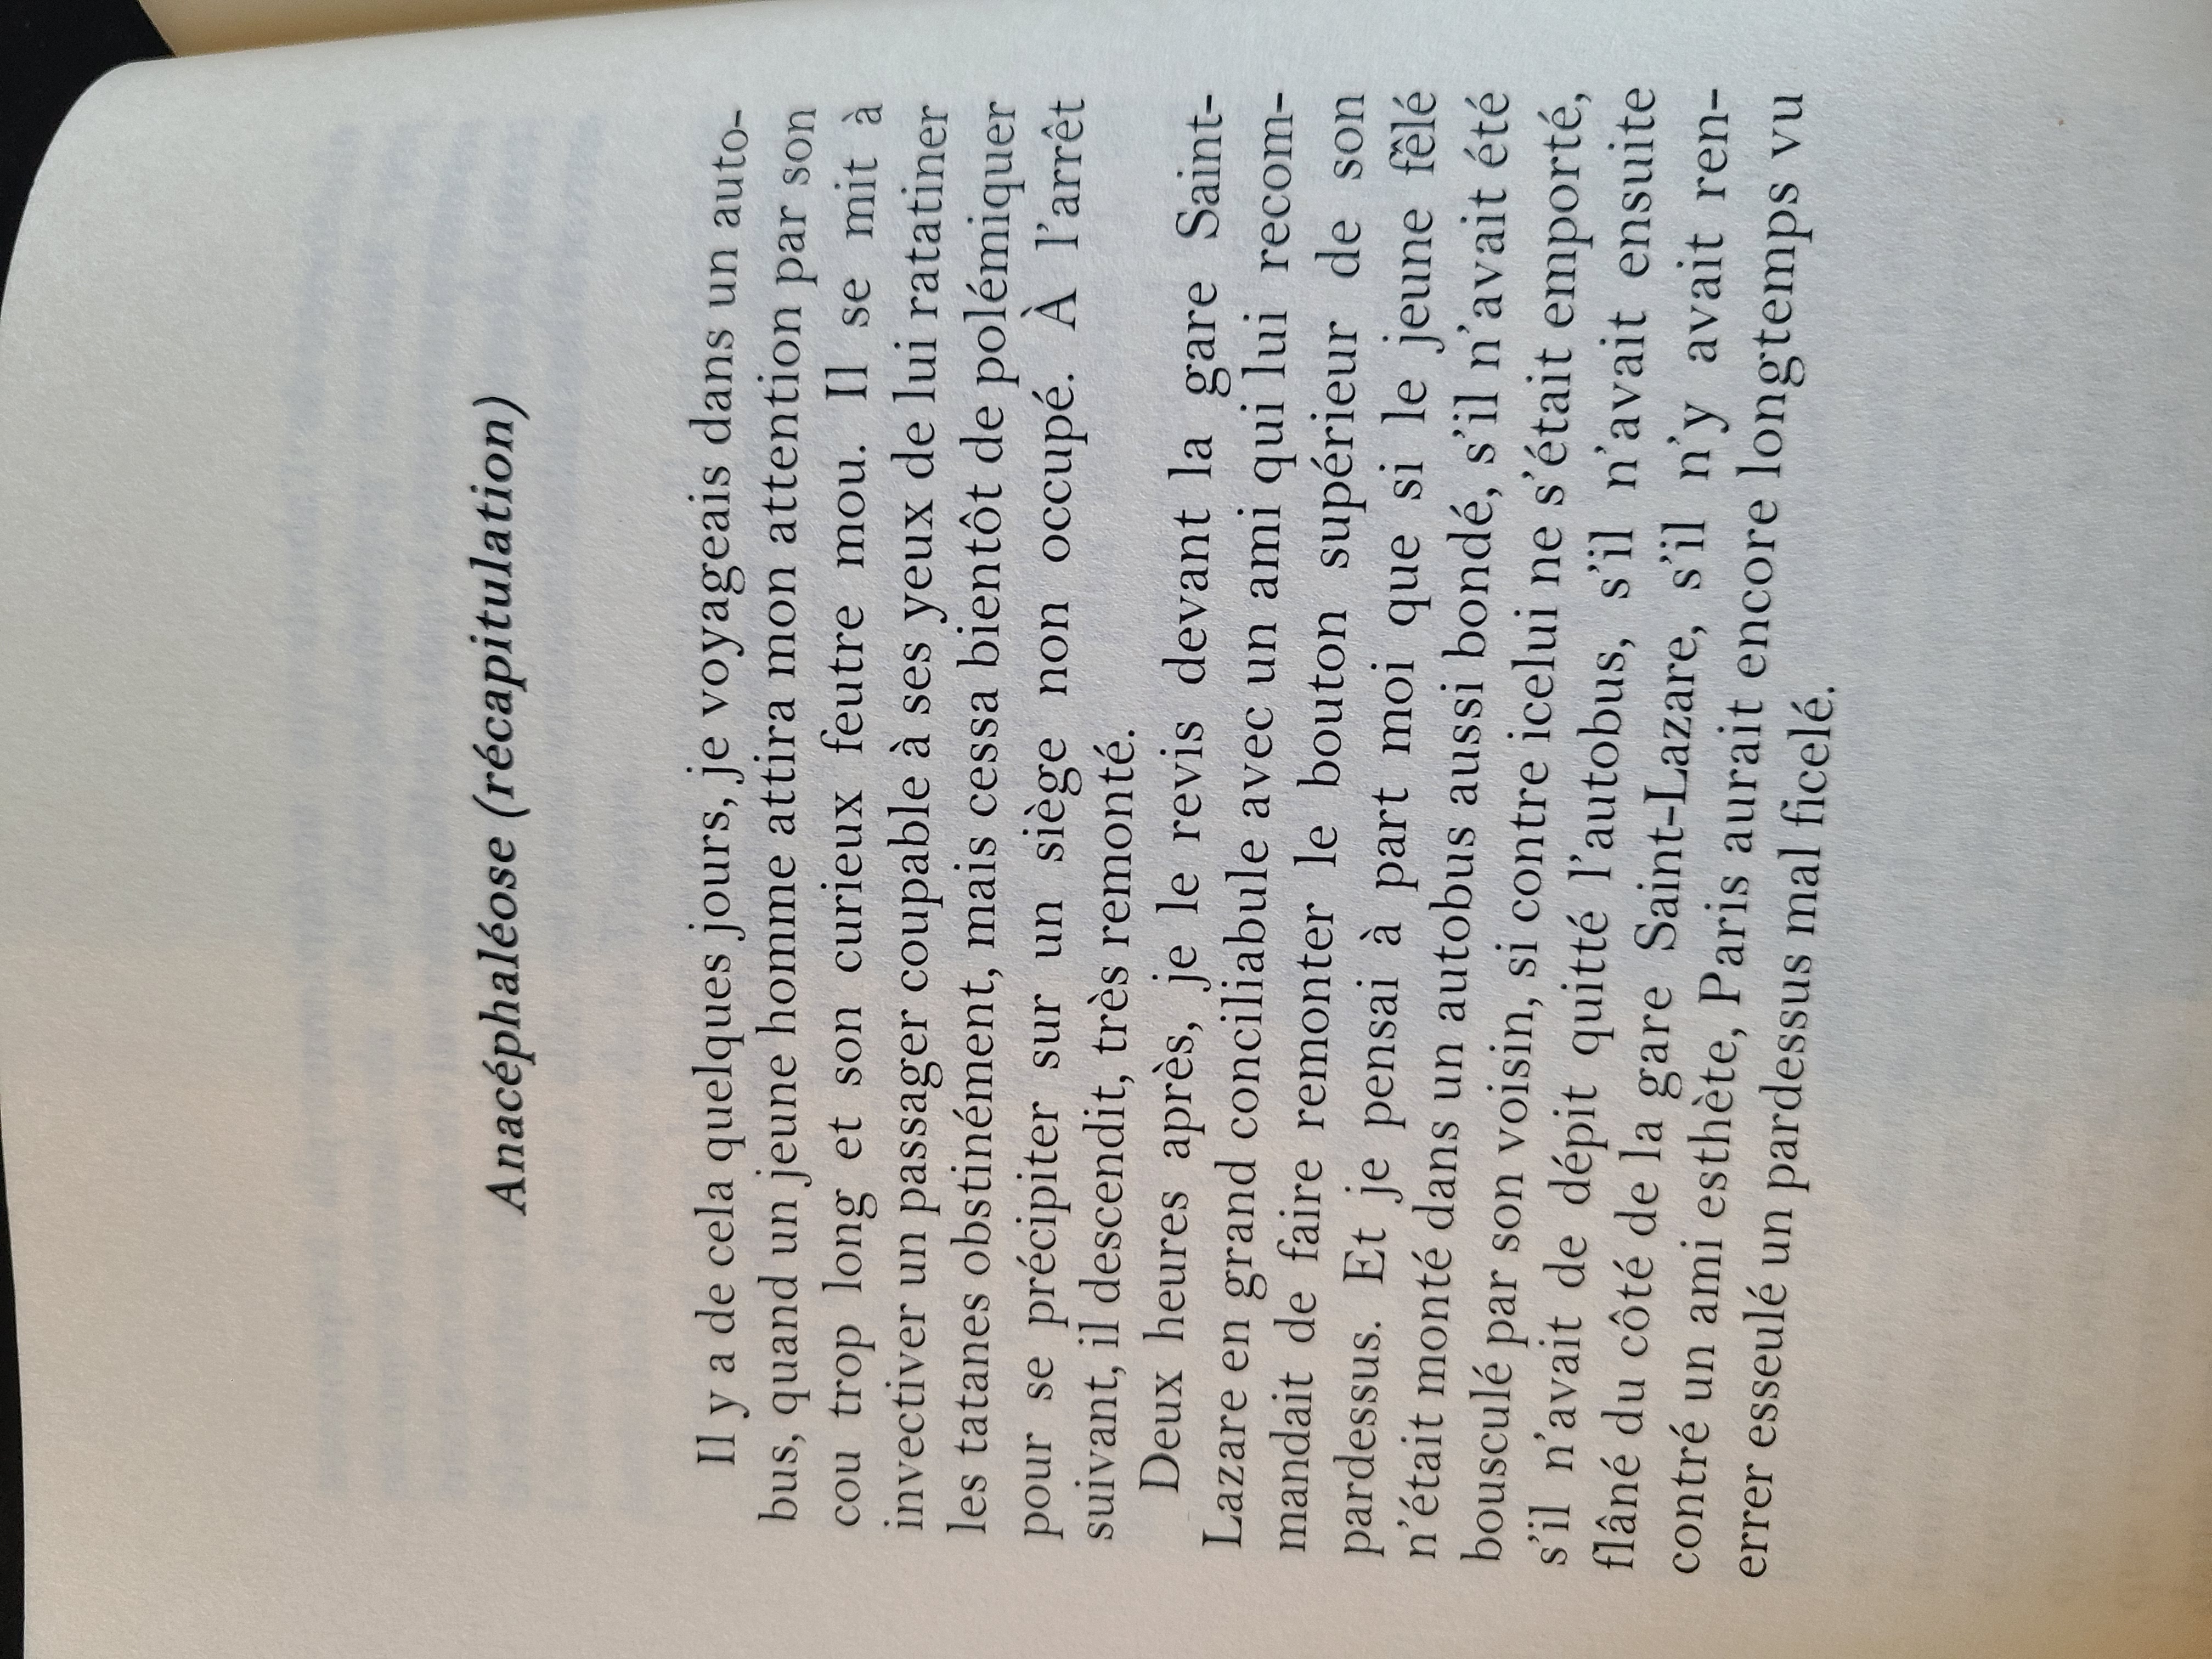 Anacéphaléose (récapitulation)
Il y a de cela quelques jours, je voyageais dans un auto-
bus, quand un jeune homme attira mon attention par son
cou trop long et son curieux feutre mou. Il se mit à
invectiver un passager coupable à ses yeux de lui ratatiner
les tatanes obstinément, mais cessa bientôt de polémiquer
pour se précipiter sur un siège non occupé. À l'arrêt
suivant, il descendit, très remonté.
Deux heures après, je le revis devant la gare Saint-
Lazare en grand conciliabule avec un ami qui lui recom-
mandait de faire remonter le bouton supérieur de son
pardessus. Et je pensai à part moi que si le jeune fêlé
n'était monté dans un autobus aussi bondé, s'il n'avait été
bousculé par son voisin, si contre icelui ne s'était emporté,
s'il n'avait de dépit quitté l'autobus, s'il n'avait ensuite
flâné du côté de la gare Saint-Lazare, s'il n'y avait ren-
contré un ami esthète, Paris aurait encore longtemps vu
errer esseulé un pardessus mal ficelé.